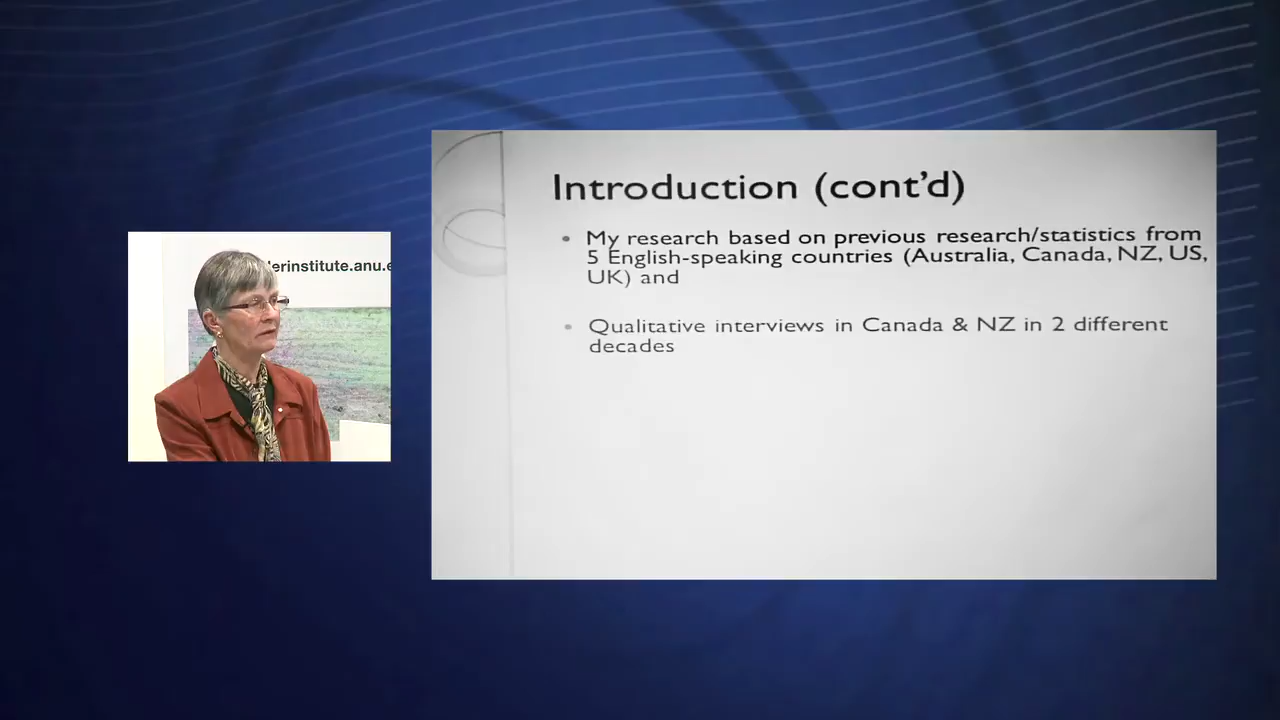 lerinstitute.anu.e
Introduction (cont'd)
• My research based on previous research/statistics from
5 English-speaking countries (Australia, Canada, NZ, US,
UK) and
• Qualitative interviews in Canada & NZ in 2 different
decades